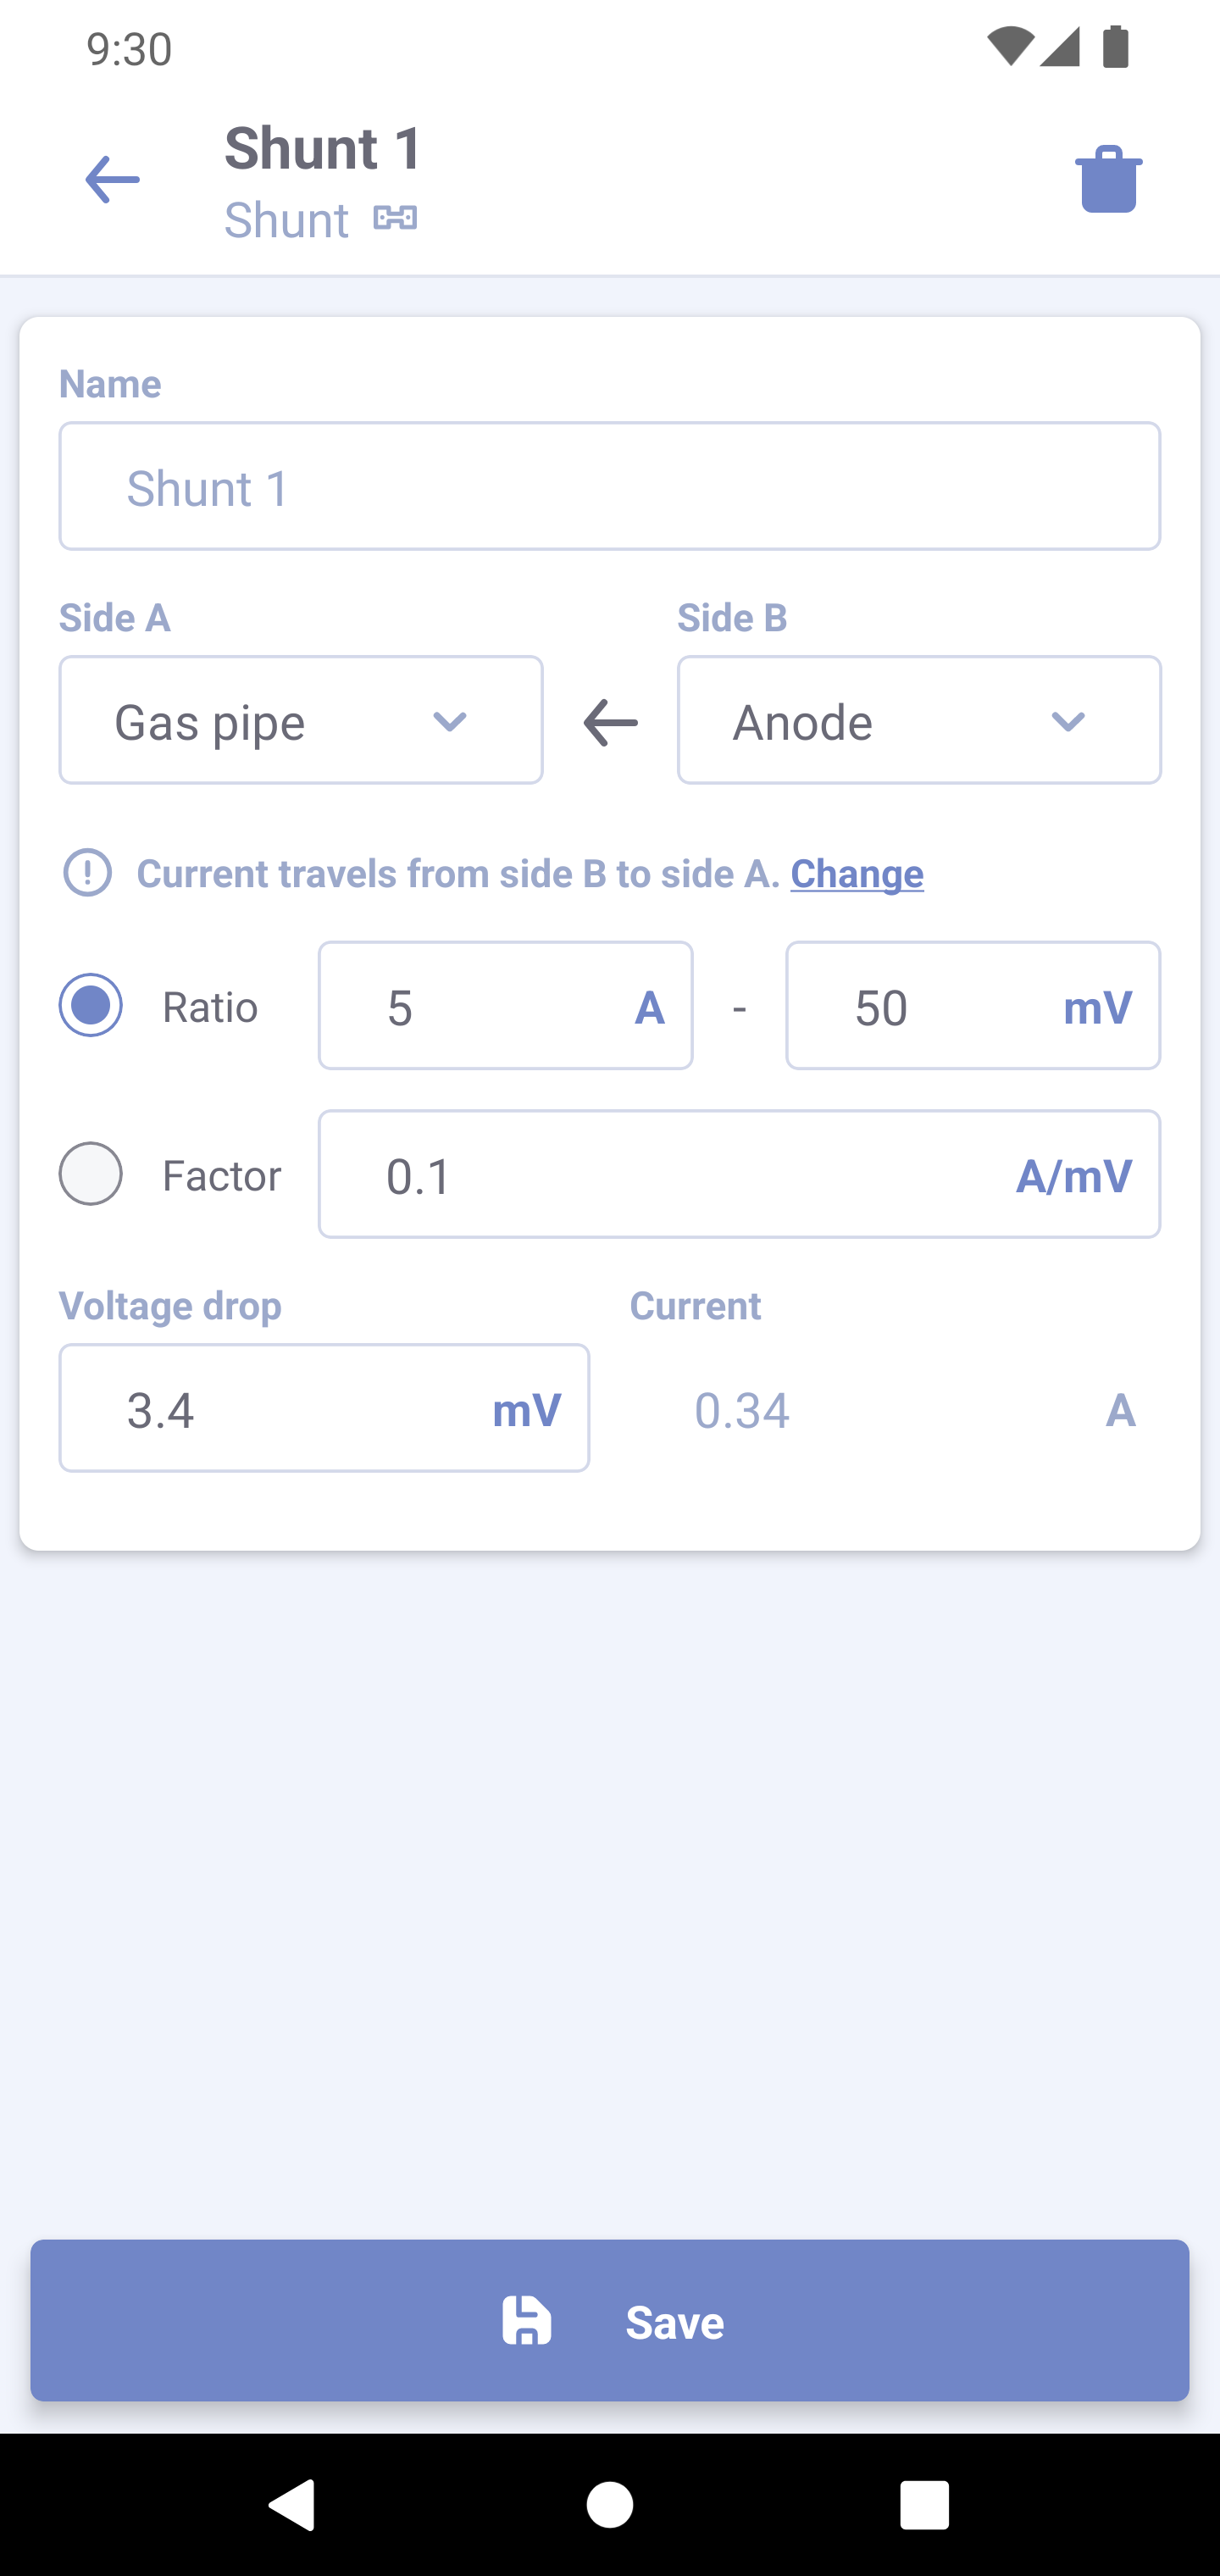 9:30
Shunt 1
Shunt
Name
Shunt 1
Side A Side B
Gas pipe Anode
Current travels from side B to side A. Change
Ratio 5 A - 50 mV
Factor 0.1 A/mV
Voltage drop Current
3.4 mV 0.34 A
Save